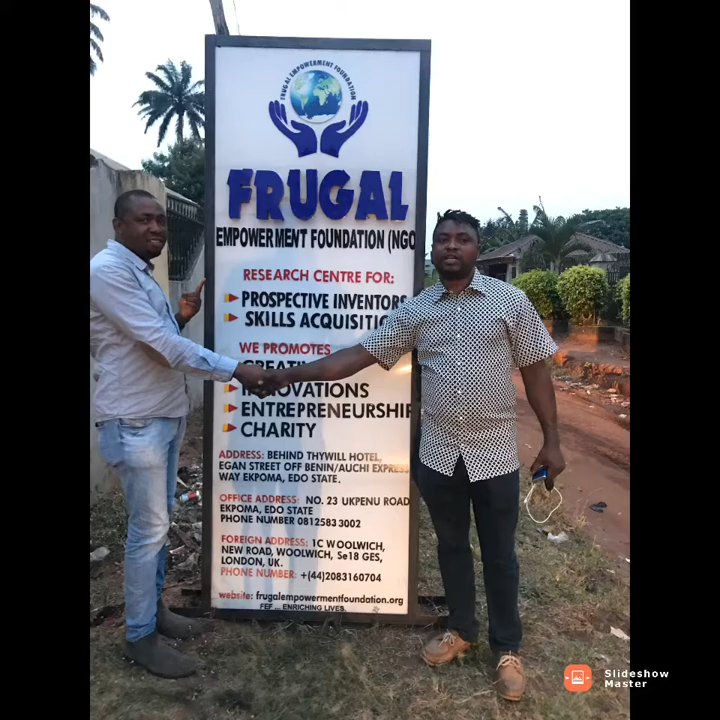 FRUGAL EMPOWERMENT FOUNDATION
FRUGAL
EMPOWERMENT FOUNDATION (NGO
RESEARCH CENTRE FOR:
PROSPECTIVE INVENTORS
SKILLS ACQUISITIO
WE PROMOTES
INNOVATIONS
ENTREPRENEURSHIP
CHARITY
ADDRESS: BEHIND THYWILL HOTEL,
EGAN STREET OFF BENIN/AUCHI EXPRESS
WAY EKPOMA, EDO STATE.
OFFICE ADDRESS: NO. 23 UKPENU ROAD
EKPOMA, EDO STATE
PHONE NUMBER 08125833002
FOREIGN ADDRESS: 1C WOOLWICH,
NEW ROAD, WOOLWICH, Se18 GES,
LONDON, UK.
PHONE NUMBER: +(44)2083160704
website: frugalempowermentfoundation.org
FEF ... ENRICHING LIVES.
Slideshow
Master